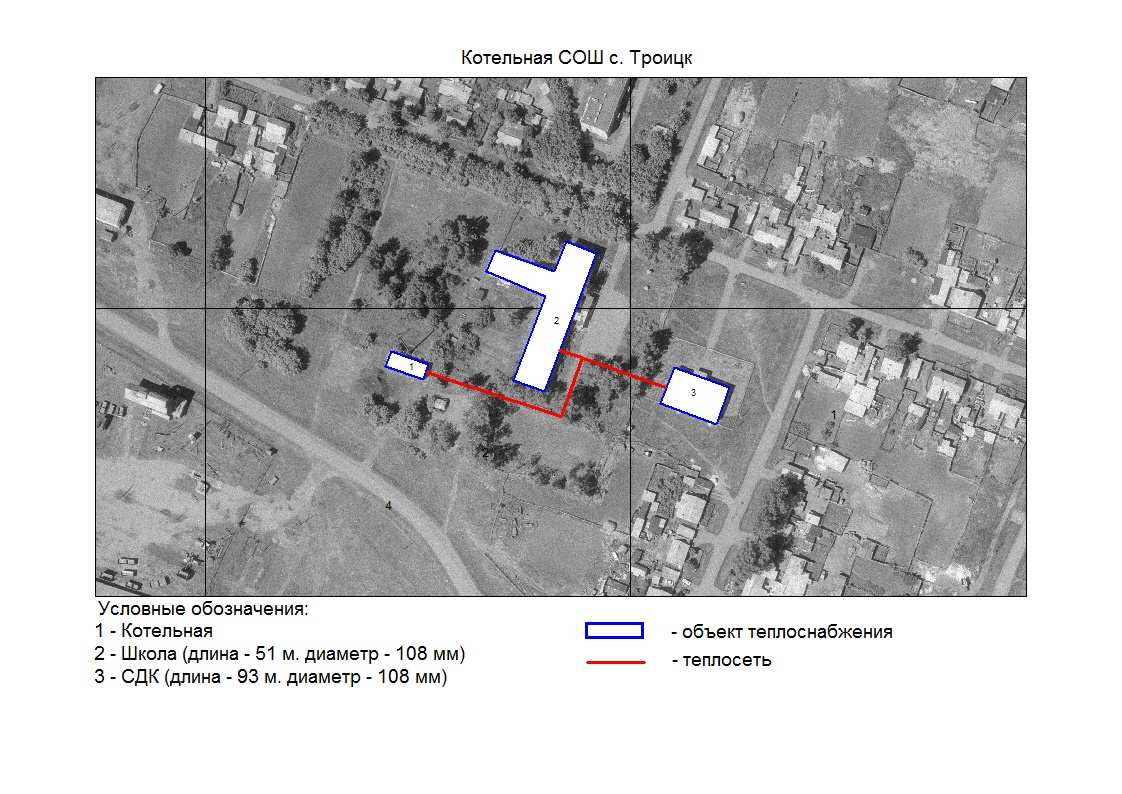 Котельная СОШ с. Троицк
2
1
3
1
2
4
Условные обозначения:
1 - Котельная
2 - Школа (длина - 51 м. диаметр - 108 мм)
3 - СДК (длина - 93 м. диаметр - 108 мм)
- объект теплоснабжения
- теплосеть